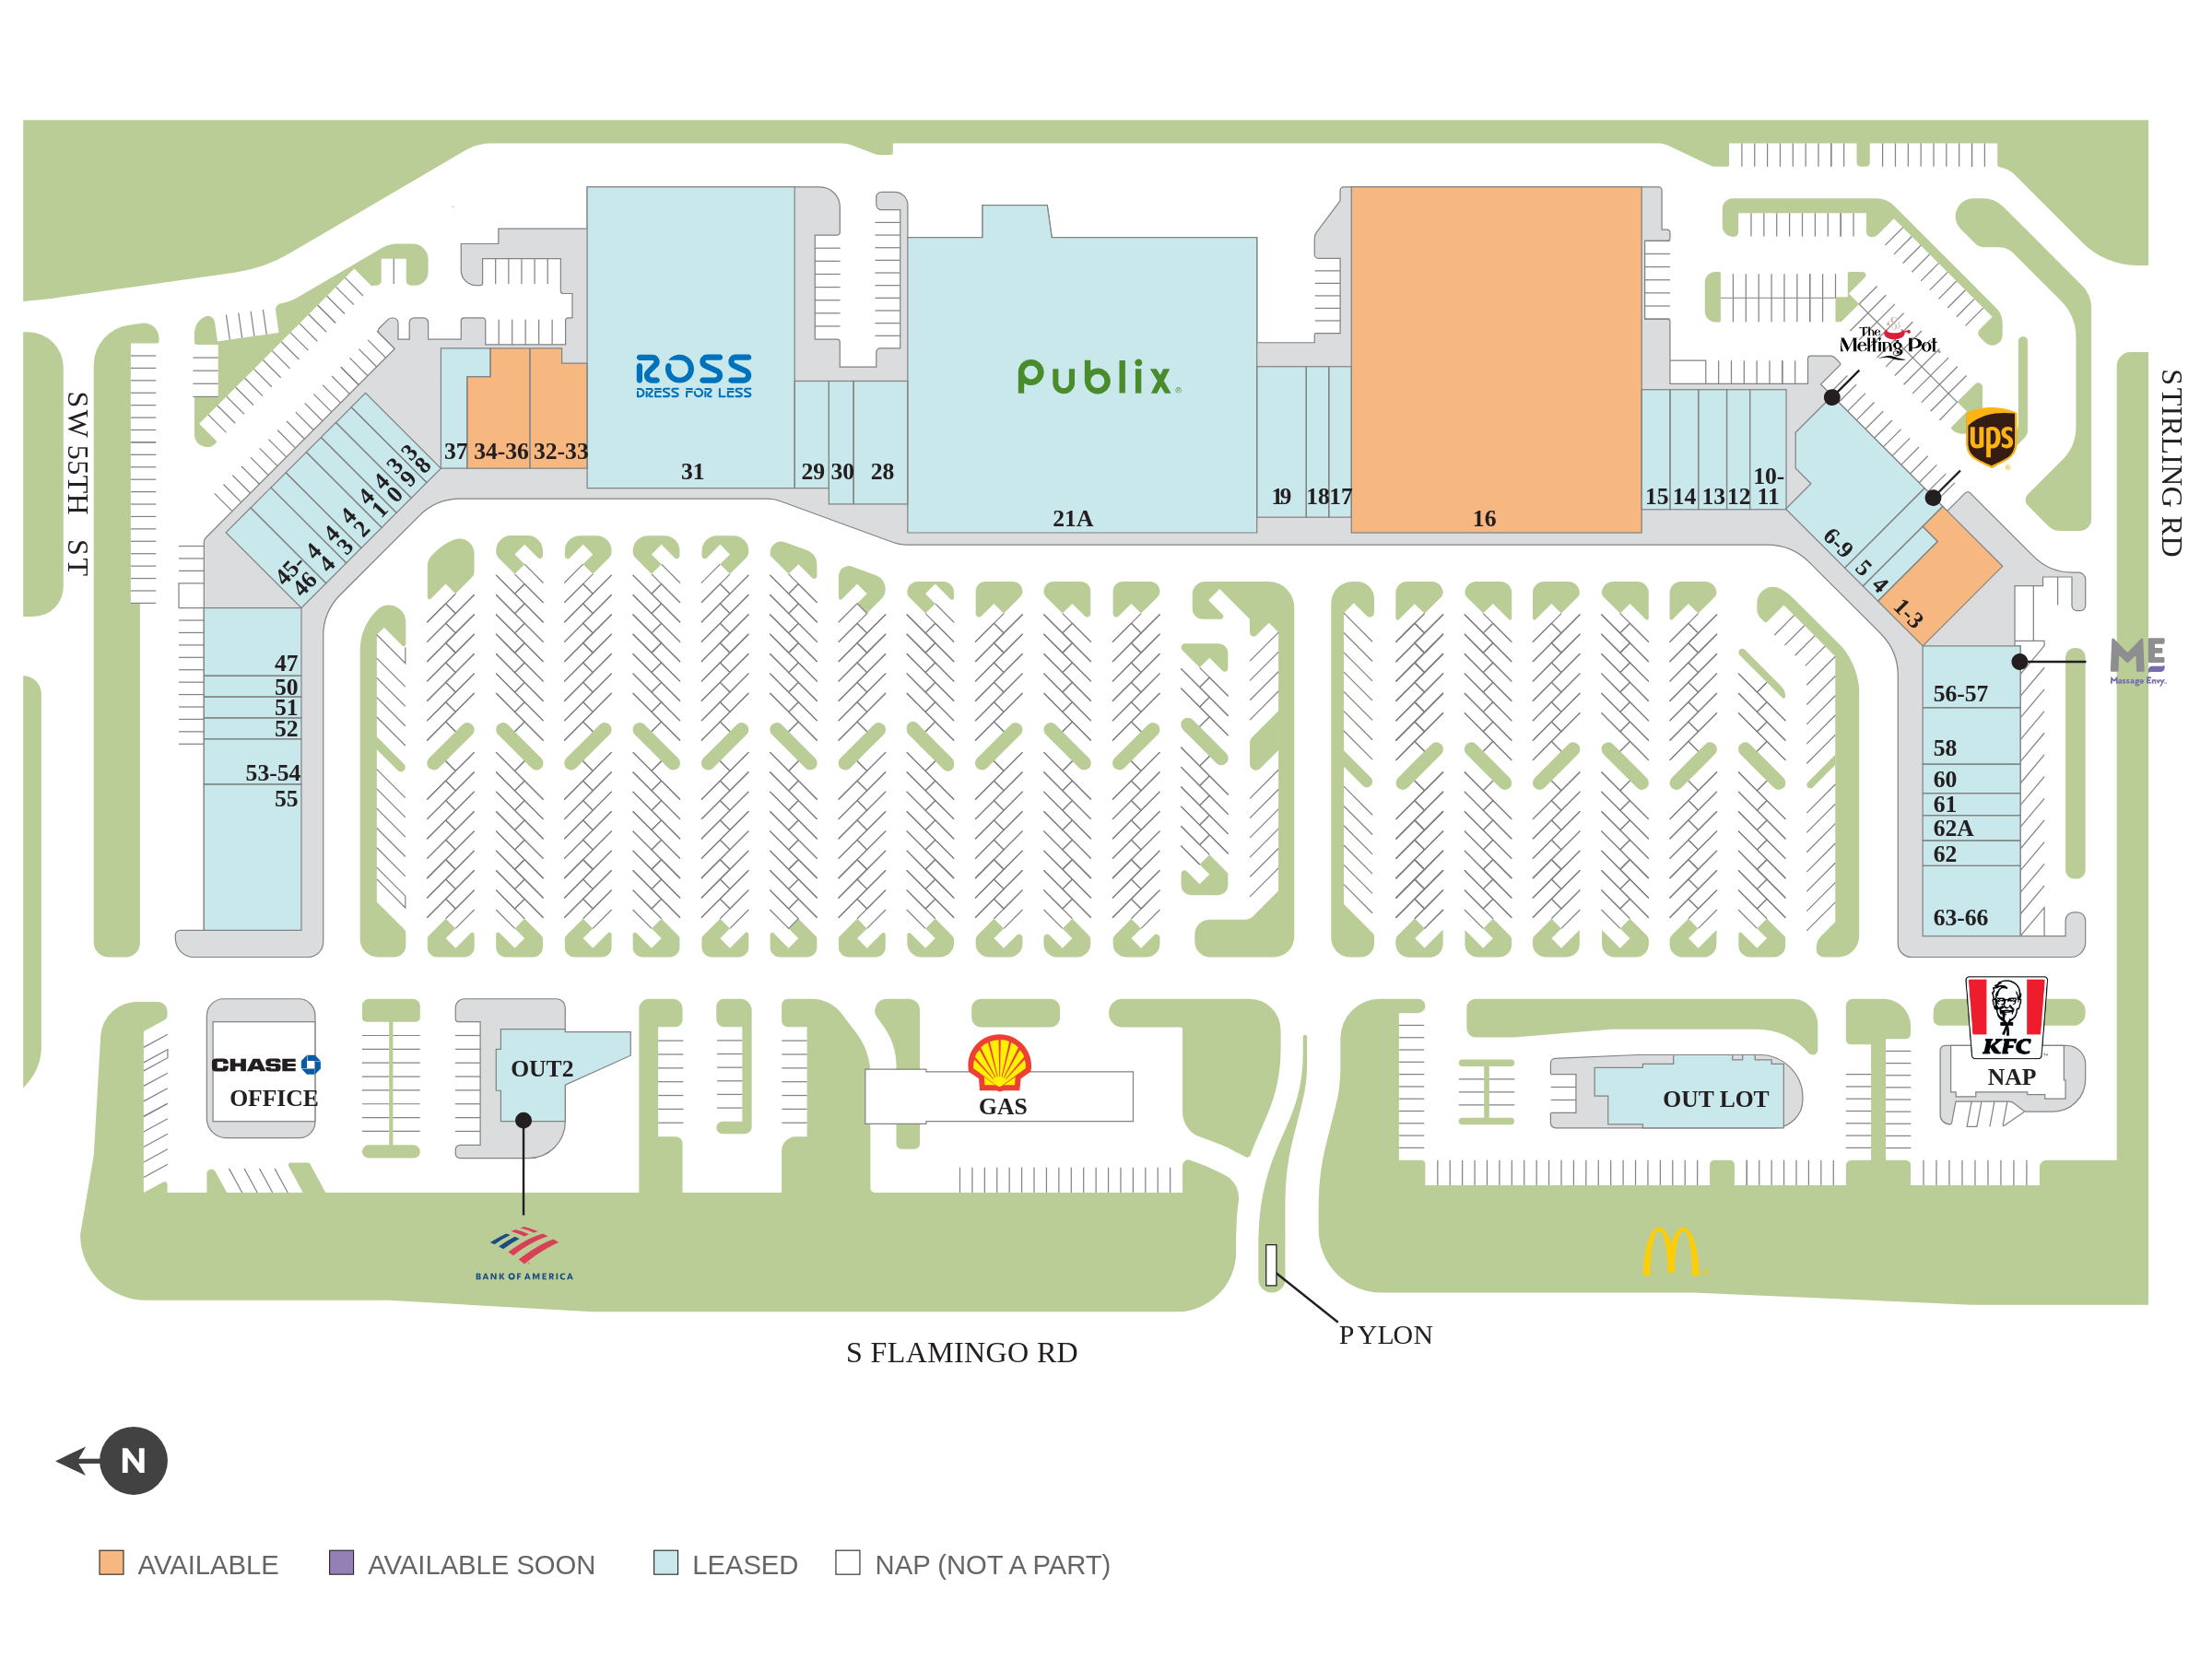 The
Melting Pot
ROSS
DRESS FOR LESS
Publix®
ups
SW 55TH ST
S STIRLING RD
37
34-36
32-33
31
29
30
28
21A
19
18
17
16
15
14
13
12
10-
11
6-9
5
4
1-3
38
39
40
41
42
43
44
45-
46
47
50
51
52
53-54
55
ME
Massage Envy
56-57
58
60
61
62A
62
63-66
CHASE
OFFICE
OUT2
GAS
OUT LOT
KFC
NAP
BANK OF AMERICA
PYLON
S FLAMINGO RD
N
AVAILABLE
AVAILABLE SOON
LEASED
NAP (NOT A PART)